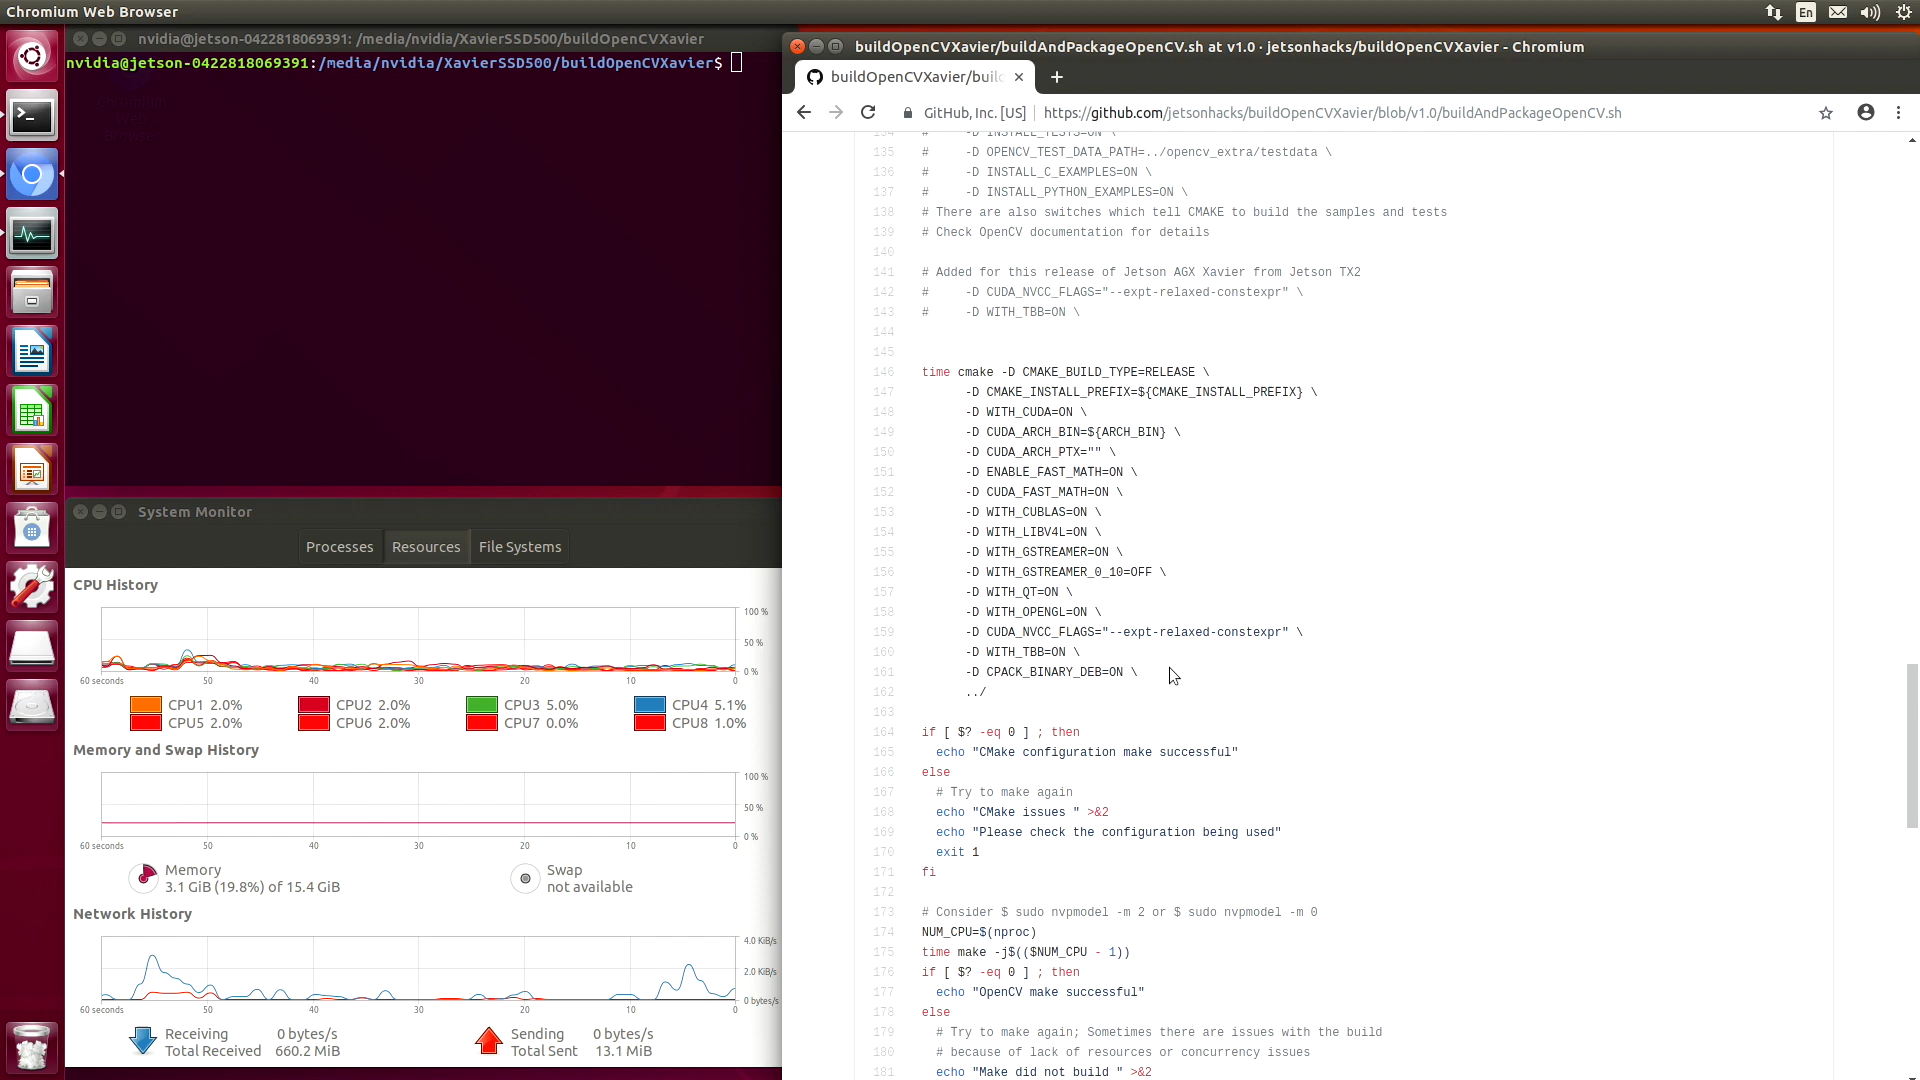 Chromium Web Browser
En
nvidia@jetson-0422818069391: /media/nvidia/XavierSSD500/buildOpenCVXavier
nvidia@jetson-0422818069391:/media/nvidia/XavierSSD500/buildOpenCVXavier$
System Monitor
Processes
Resources
File Systems
CPU History
100 %
50 %
0 %
60 seconds 50 40 30 20 10 0
CPU1 2.0% CPU2 2.0% CPU3 5.0% CPU4 5.1%
CPU5 2.0% CPU6 2.0% CPU7 0.0% CPU8 1.0%
Memory and Swap History
100 %
50 %
0 %
60 seconds 50 40 30 20 10 0
Memory
3.1 GiB (19.8%) of 15.4 GiB
Swap
not available
Network History
4.0 KiB/s
2.0 KiB/s
0 bytes/s
60 seconds 50 40 30 20 10 0
Receiving 0 bytes/s
Total Received 660.2 MiB
Sending 0 bytes/s
Total Sent 13.1 MiB
buildOpenCVXavier/buildAndPackageOpenCV.sh at v1.0 · jetsonhacks/buildOpenCVXavier - Chromium
buildOpenCVXavier/build
GitHub, Inc. [US] https://github.com/jetsonhacks/buildOpenCVXavier/blob/v1.0/buildAndPackageOpenCV.sh
134 # -D INSTALL_TESTS=ON \
135 # -D OPENCV_TEST_DATA_PATH=../opencv_extra/testdata \
136 # -D INSTALL_C_EXAMPLES=ON \
137 # -D INSTALL_PYTHON_EXAMPLES=ON \
138 # There are also switches which tell CMAKE to build the samples and tests
139 # Check OpenCV documentation for details
140
141 # Added for this release of Jetson AGX Xavier from Jetson TX2
142 # -D CUDA_NVCC_FLAGS="--expt-relaxed-constexpr" \
143 # -D WITH_TBB=ON \
144
145
146 time cmake -D CMAKE_BUILD_TYPE=RELEASE \
147 -D CMAKE_INSTALL_PREFIX=${CMAKE_INSTALL_PREFIX} \
148 -D WITH_CUDA=ON \
149 -D CUDA_ARCH_BIN=${ARCH_BIN} \
150 -D CUDA_ARCH_PTX="" \
151 -D ENABLE_FAST_MATH=ON \
152 -D CUDA_FAST_MATH=ON \
153 -D WITH_CUBLAS=ON \
154 -D WITH_LIBV4L=ON \
155 -D WITH_GSTREAMER=ON \
156 -D WITH_GSTREAMER_0_10=OFF \
157 -D WITH_QT=ON \
158 -D WITH_OPENGL=ON \
159 -D CUDA_NVCC_FLAGS="--expt-relaxed-constexpr" \
160 -D WITH_TBB=ON \
161 -D CPACK_BINARY_DEB=ON \
162 ../
163
164 if [ $? -eq 0 ] ; then
165 echo "CMake configuration make successful"
166 else
167 # Try to make again
168 echo "CMake issues " >&2
169 echo "Please check the configuration being used"
170 exit 1
171 fi
172
173 # Consider $ sudo nvpmodel -m 2 or $ sudo nvpmodel -m 0
174 NUM_CPU=$(nproc)
175 time make -j$(($NUM_CPU - 1))
176 if [ $? -eq 0 ] ; then
177 echo "OpenCV make successful"
178 else
179 # Try to make again; Sometimes there are issues with the build
180 # because of lack of resources or concurrency issues
181 echo "Make did not build " >&2